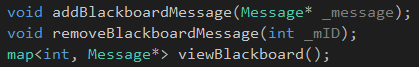 void addBlackboardMessage(Message* _message);
void removeBlackboardMessage(int _mID);
map<int, Message*> viewBlackboard();